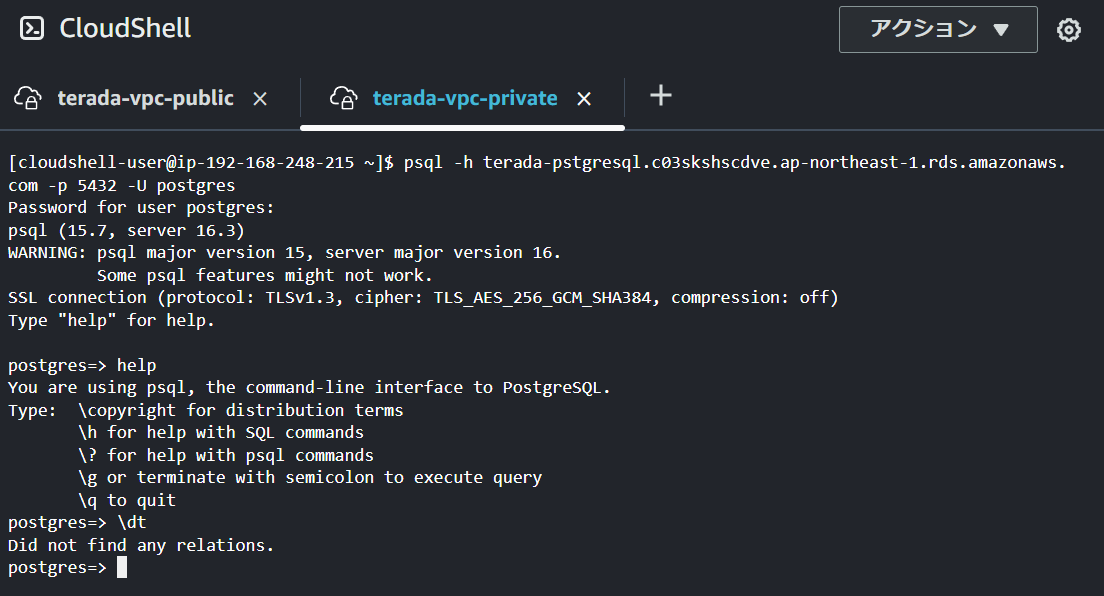 CloudShell
アクション ▼
terada-vpc-public ×
terada-vpc-private ×
+
[cloudshell-user@ip-192-168-248-215 ~]$ psql -h terada-pstgresql.c03skshscdve.ap-northeast-1.rds.amazonaws.
com -p 5432 -U postgres
Password for user postgres:
psql (15.7, server 16.3)
WARNING: psql major version 15, server major version 16.
         Some psql features might not work.
SSL connection (protocol: TLSv1.3, cipher: TLS_AES_256_GCM_SHA384, compression: off)
Type "help" for help.

postgres=> help
You are using psql, the command-line interface to PostgreSQL.
Type:  \copyright for distribution terms
       \h for help with SQL commands
       \? for help with psql commands
       \g or terminate with semicolon to execute query
       \q to quit
postgres=> \dt
Did not find any relations.
postgres=>